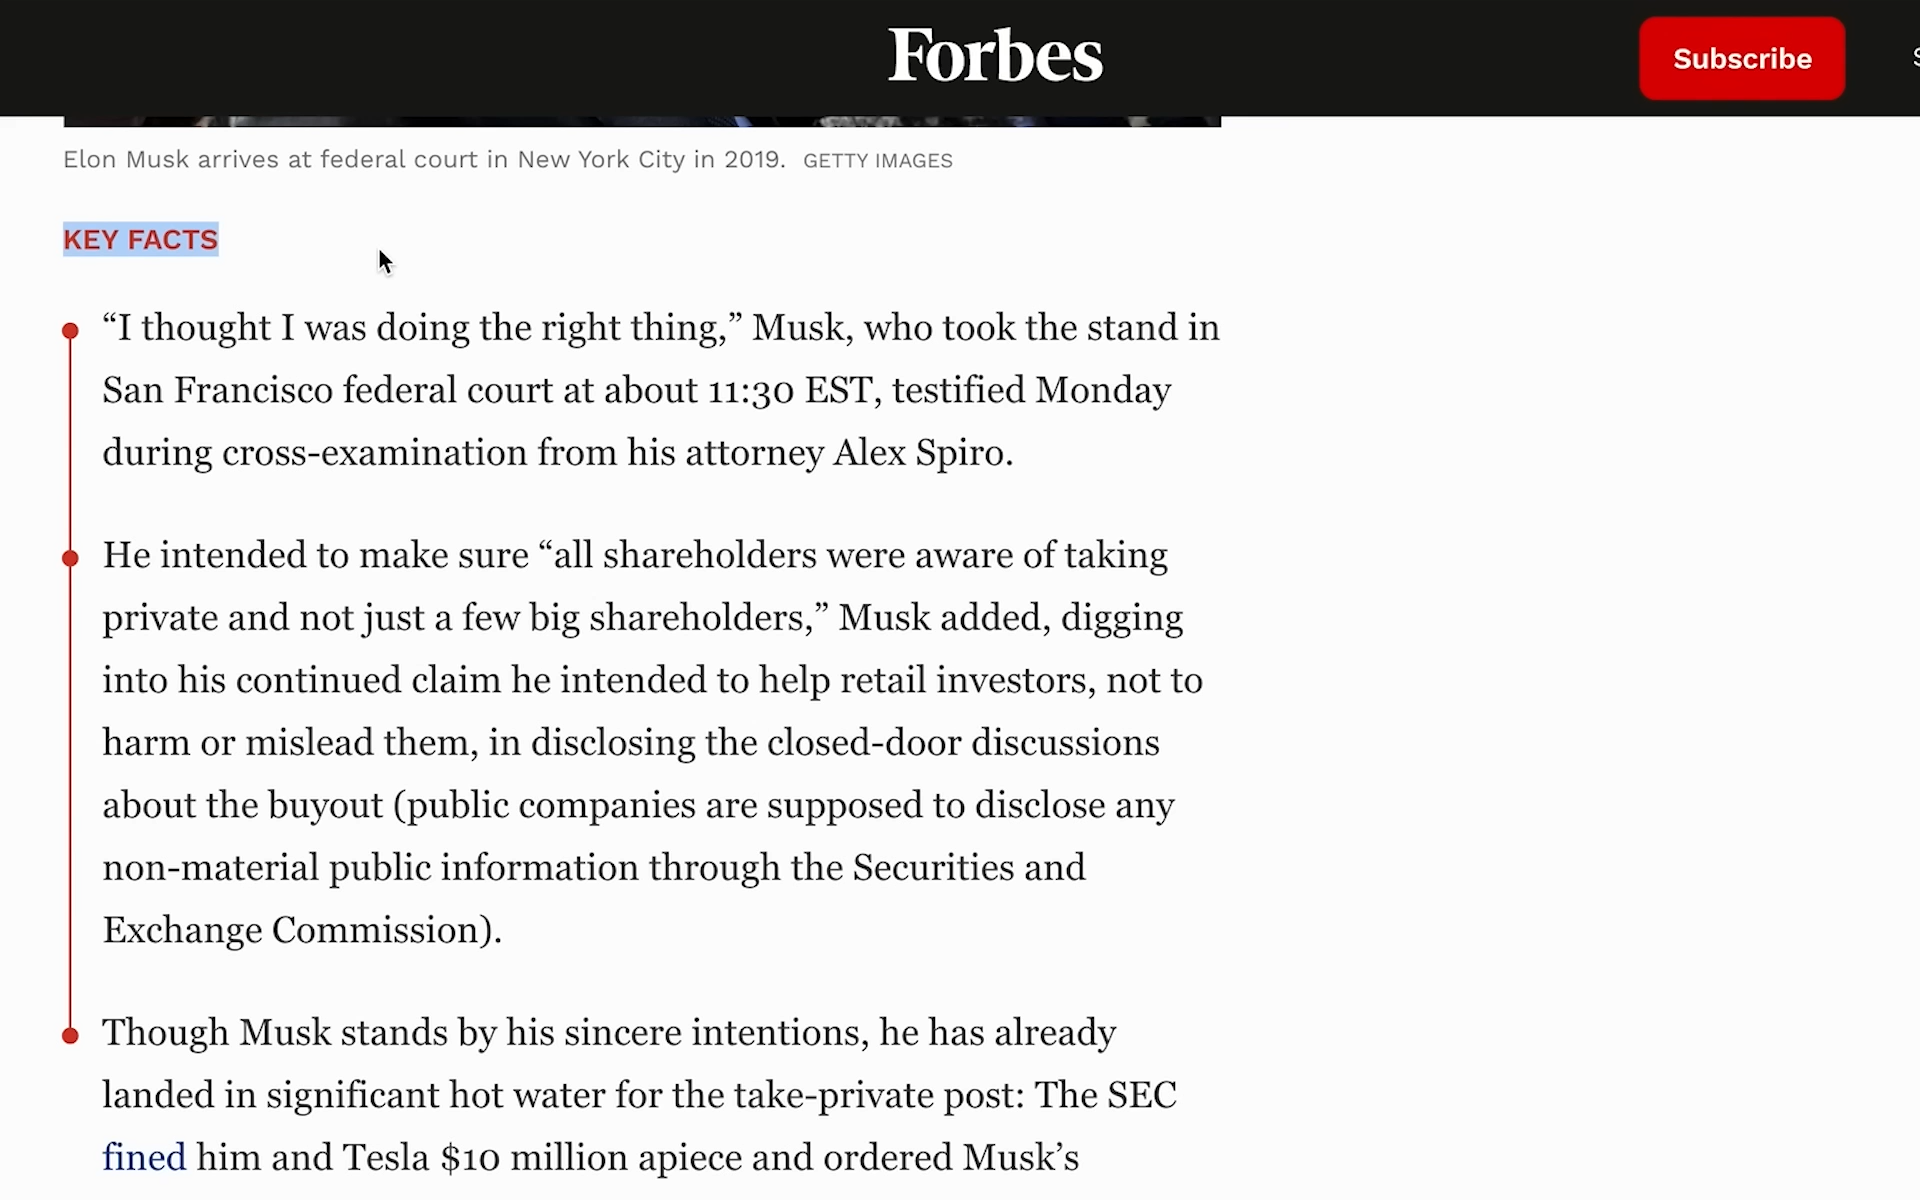 Forbes
Subscribe
Elon Musk arrives at federal court in New York City in 2019. GETTY IMAGES
KEY FACTS
“I thought I was doing the right thing,” Musk, who took the stand in
San Francisco federal court at about 11:30 EST, testified Monday
during cross-examination from his attorney Alex Spiro.
He intended to make sure “all shareholders were aware of taking
private and not just a few big shareholders,” Musk added, digging
into his continued claim he intended to help retail investors, not to
harm or mislead them, in disclosing the closed-door discussions
about the buyout (public companies are supposed to disclose any
non-material public information through the Securities and
Exchange Commission).
Though Musk stands by his sincere intentions, he has already
landed in significant hot water for the take-private post: The SEC
fined him and Tesla $10 million apiece and ordered Musk’s